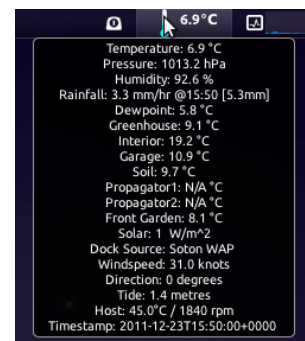 6.9°C
Temperature: 6.9 °C
Pressure: 1013.2 hPa
Humidity: 92.6 %
Rainfall: 3.3 mm/hr @15:50 [5.3mm]
Dewpoint: 5.8 °C
Greenhouse: 9.1 °C
Interior: 19.2 °C
Garage: 10.9 °C
Soil: 9.7 °C
Propagator1: N/A °C
Propagator2: N/A °C
Front Garden: 8.1 °C
Solar: 1  W/m^2
Dock Source: Soton WAP
Windspeed: 31.0 knots
Direction: 0 degrees
Tide: 1.4 metres
Host: 45.0°C / 1840 rpm
Timestamp: 2011-12-23T15:50:00+0000